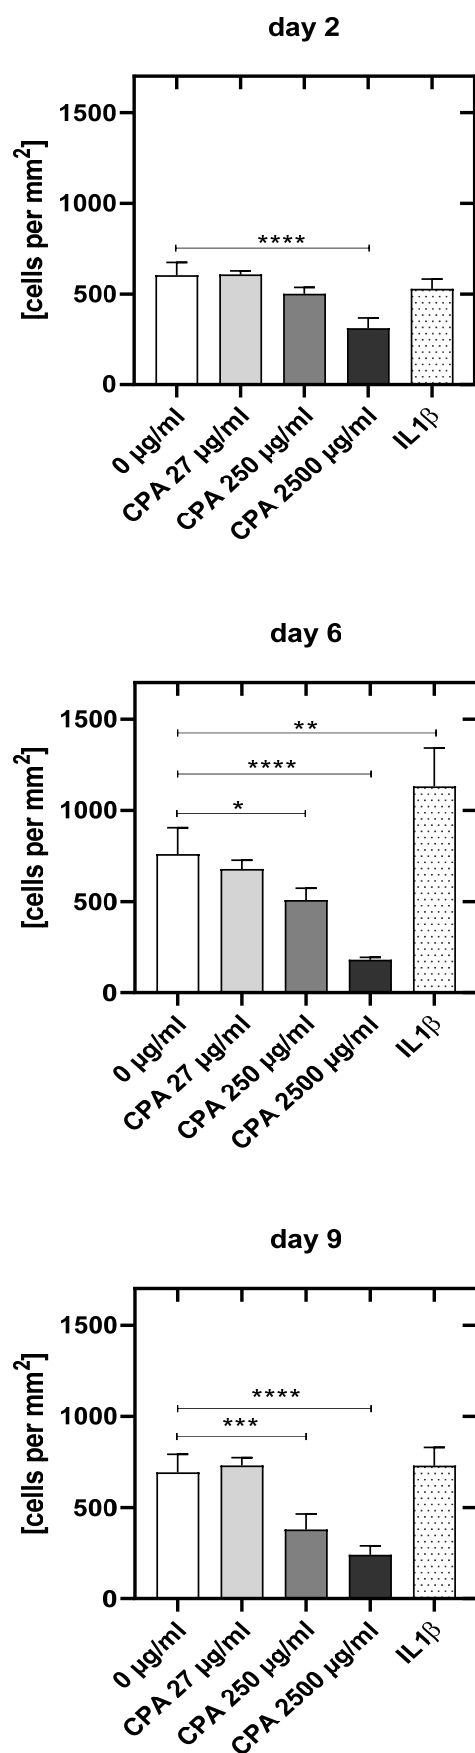 day 2
[cells per mm2]
1500
1000
500
0
****
0 µg/ml
CPA 27 µg/ml
CPA 250 µg/ml
CPA 2500 µg/ml
IL1β
day 6
[cells per mm2]
1500
1000
500
0
**
****
*
0 µg/ml
CPA 27 µg/ml
CPA 250 µg/ml
CPA 2500 µg/ml
IL1β
day 9
[cells per mm2]
1500
1000
500
0
****
***
0 µg/ml
CPA 27 µg/ml
CPA 250 µg/ml
CPA 2500 µg/ml
IL1β